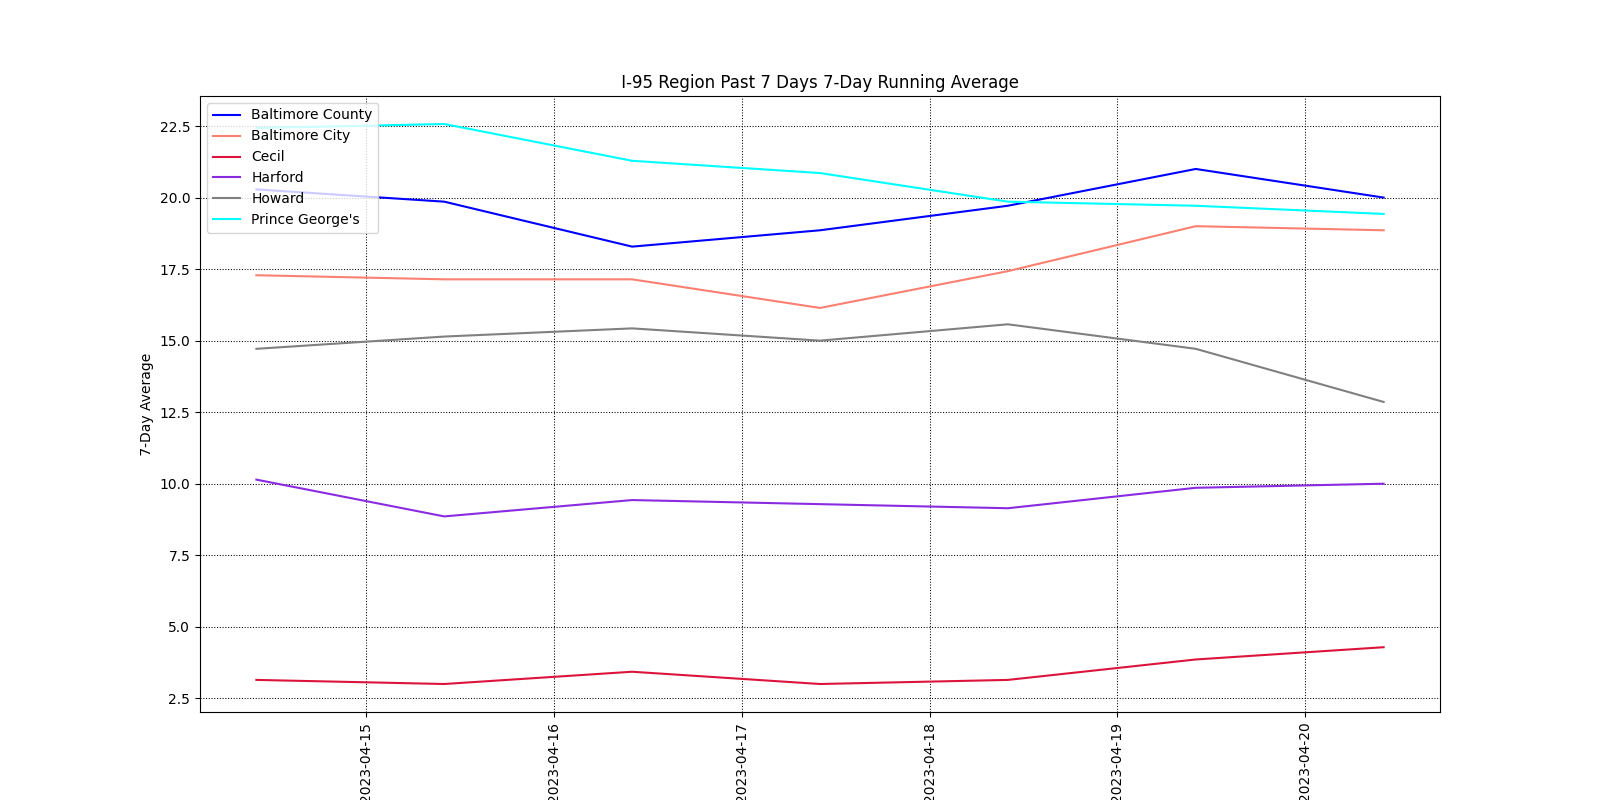 I-95 Region Past 7 Days 7-Day Running Average
Baltimore County
Baltimore City
Cecil
Harford
Howard
Prince George's
22.5
20.0
17.5
15.0
12.5
10.0
7.5
5.0
2.5
7-Day Average
2023-04-15
2023-04-16
2023-04-17
2023-04-18
2023-04-19
2023-04-20